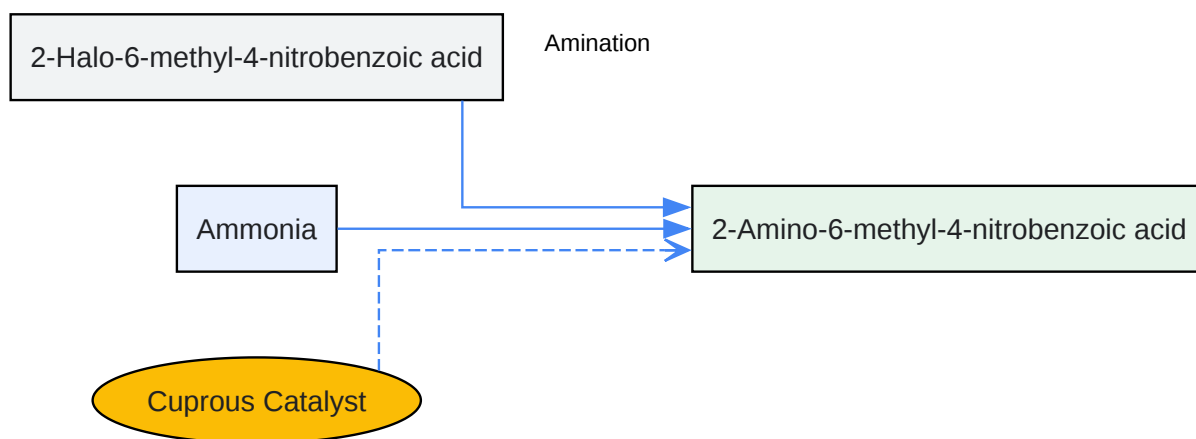 2-Halo-6-methyl-4-nitrobenzoic acid
Amination
Ammonia
2-Amino-6-methyl-4-nitrobenzoic acid
Cuprous Catalyst